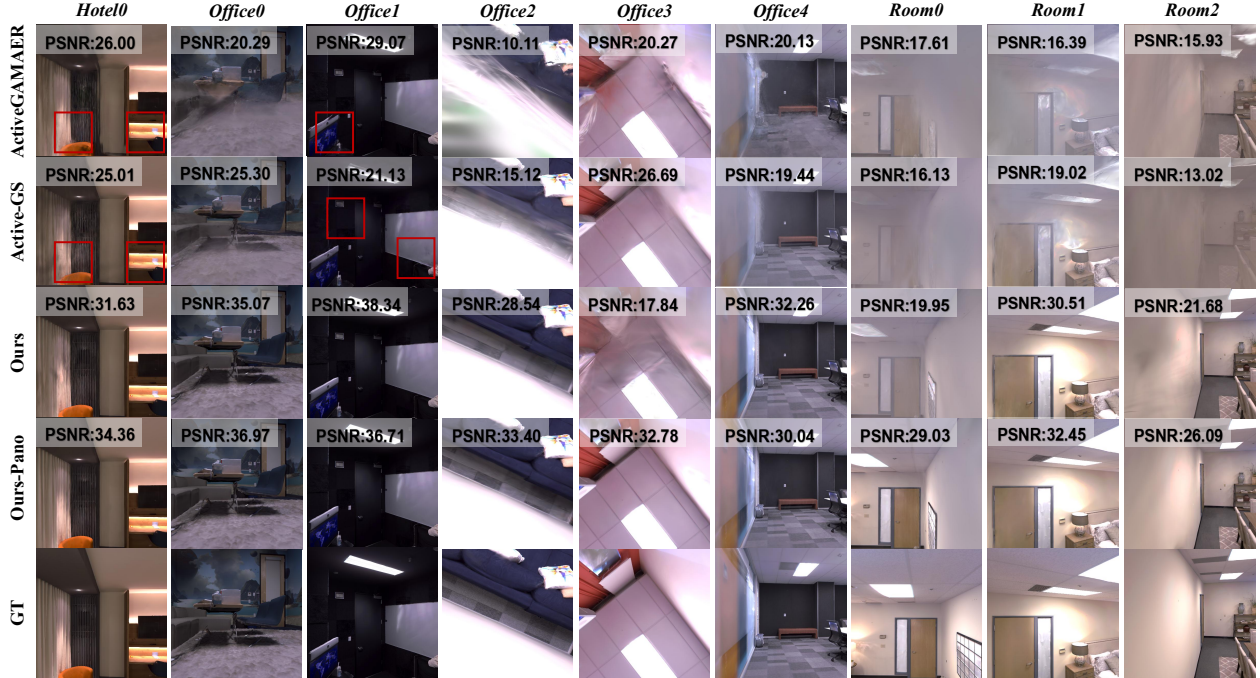 Hotel0 Office0 Office1 Office2 Office3 Office4 Room0 Room1 Room2
ActiveGAMAER PSNR:26.00 PSNR:20.29 PSNR:29.07 PSNR:10.11 PSNR:20.27 PSNR:20.13 PSNR:17.61 PSNR:16.39 PSNR:15.93
Active-GS PSNR:25.01 PSNR:25.30 PSNR:21.13 PSNR:15.12 PSNR:26.69 PSNR:19.44 PSNR:16.13 PSNR:19.02 PSNR:13.02
Ours PSNR:31.63 PSNR:35.07 PSNR:38.34 PSNR:28.54 PSNR:17.84 PSNR:32.26 PSNR:19.95 PSNR:30.51 PSNR:21.68
Ours-Pano PSNR:34.36 PSNR:36.97 PSNR:36.71 PSNR:33.40 PSNR:32.78 PSNR:30.04 PSNR:29.03 PSNR:32.45 PSNR:26.09
GT